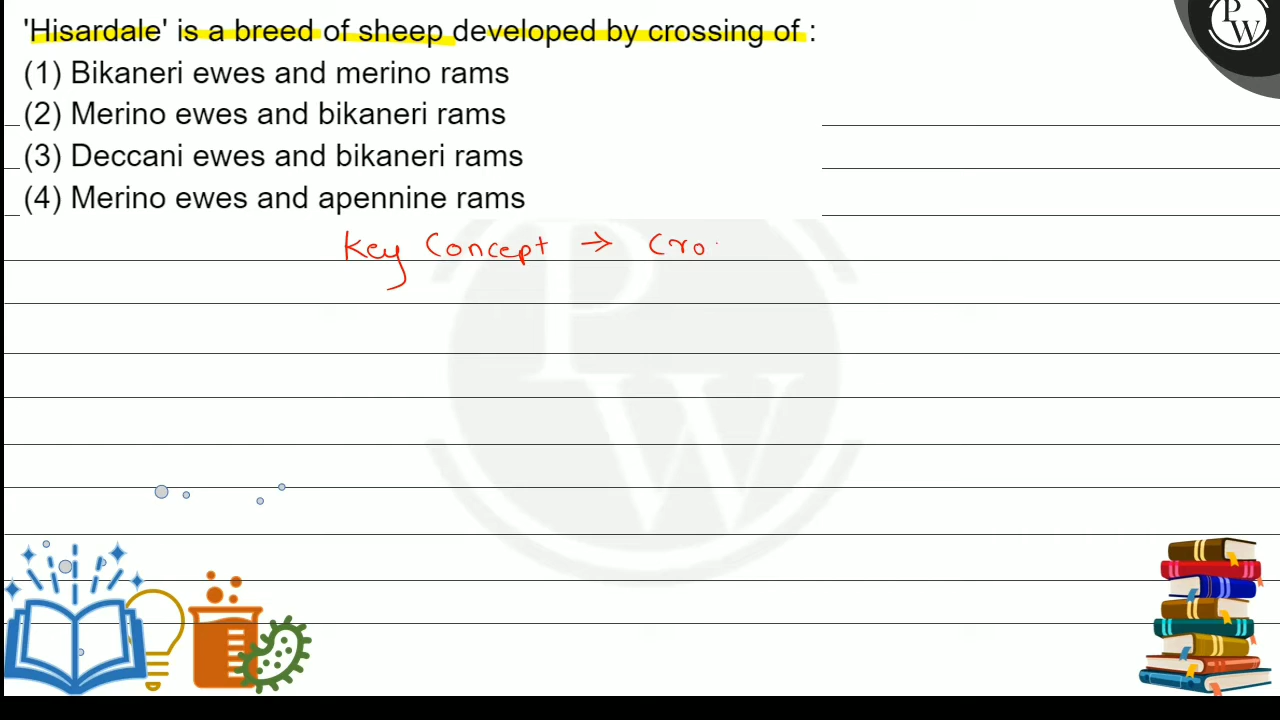 'Hisardale' is a breed of sheep developed by crossing of :
(1) Bikaneri ewes and merino rams
(2) Merino ewes and bikaneri rams
(3) Deccani ewes and bikaneri rams
(4) Merino ewes and apennine rams
Key Concept → Cro
P
W
P
W